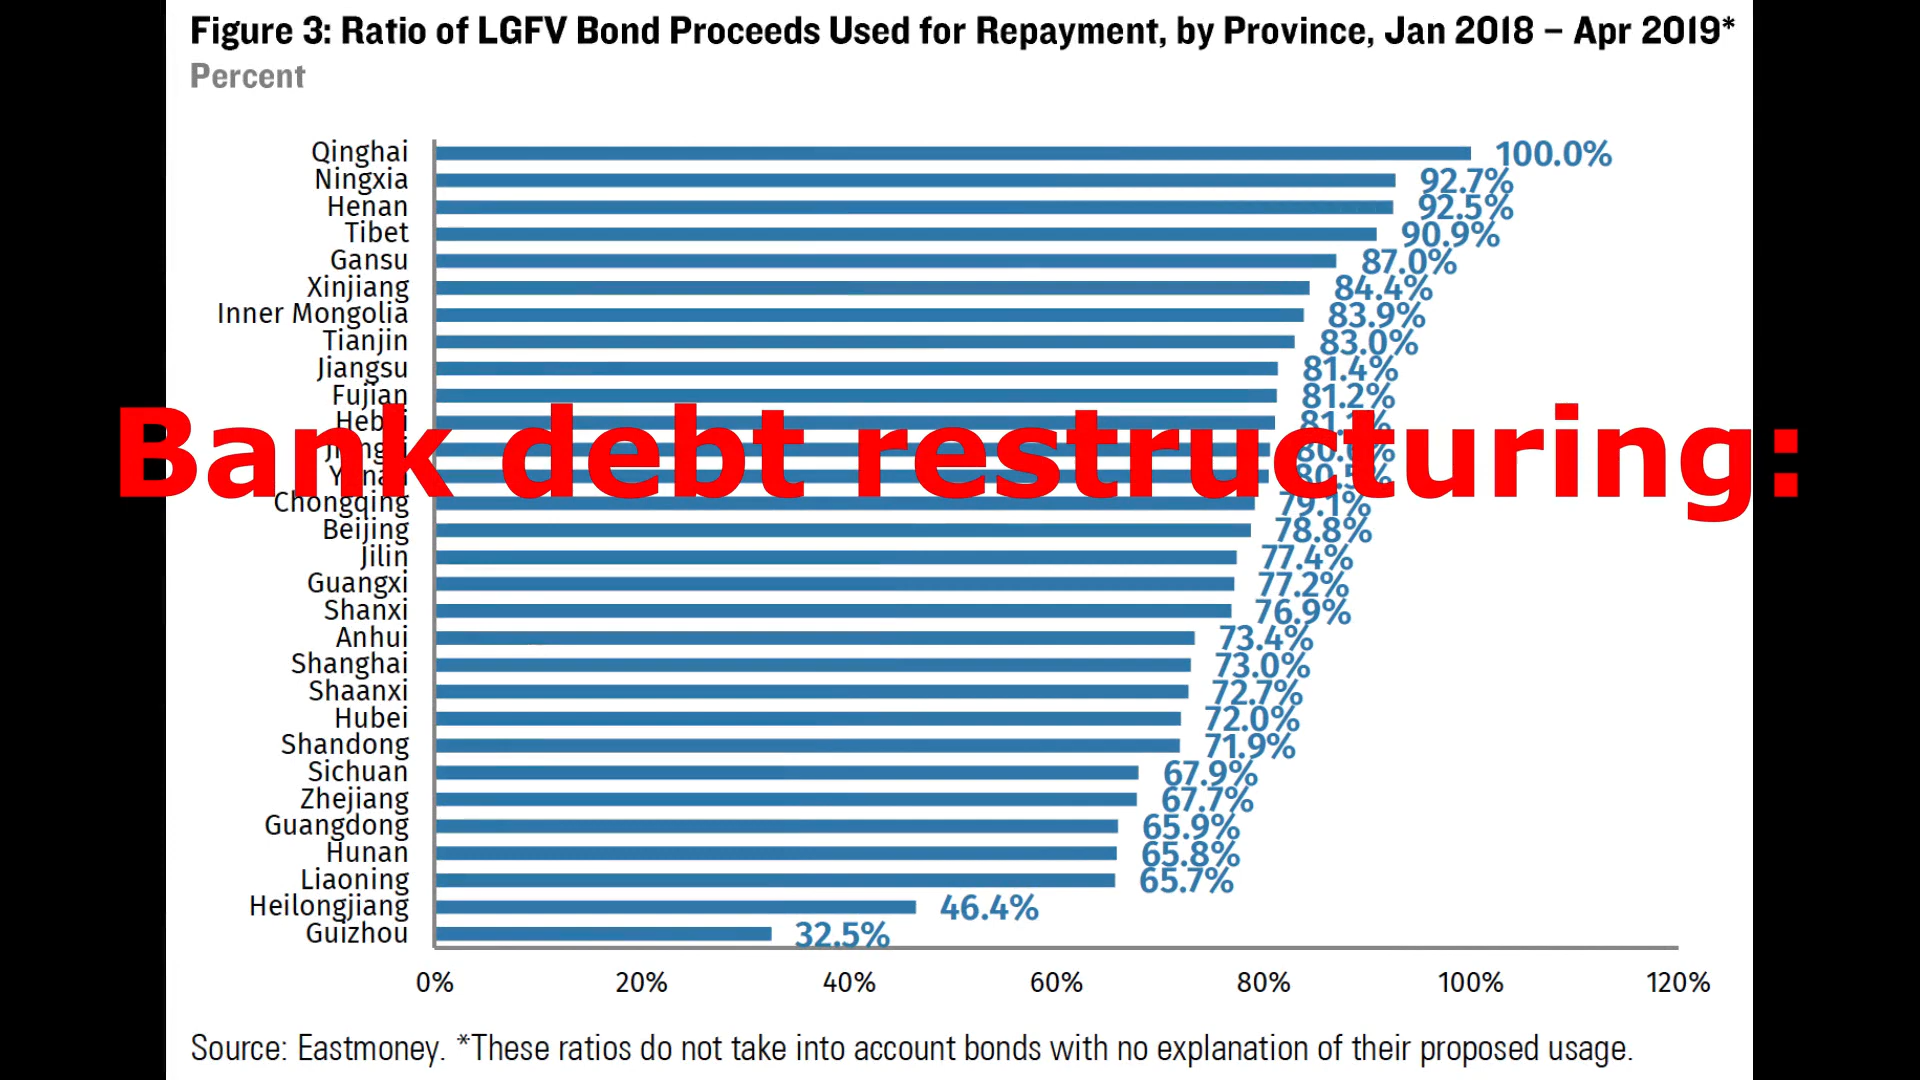 Figure 3: Ratio of LGFV Bond Proceeds Used for Repayment, by Province, Jan 2018 – Apr 2019*
Percent
Qinghai 100.0%
Ningxia 92.7%
Henan 92.5%
Tibet 90.9%
Gansu 87.0%
Xinjiang 84.4%
Inner Mongolia 83.9%
Tianjin 83.0%
Jiangsu 81.4%
Fujian 81.2%
Bank debt restructuring:
Chongqing 79.1%
Beijing 78.8%
Jilin 77.4%
Guangxi 77.2%
Shanxi 76.9%
Anhui 73.4%
Shanghai 73.0%
Shaanxi 72.7%
Hubei 72.0%
Shandong 71.9%
Sichuan 67.9%
Zhejiang 67.7%
Guangdong 65.9%
Hunan 65.8%
Liaoning 65.7%
Heilongjiang 46.4%
Guizhou 32.5%
0% 20% 40% 60% 80% 100% 120%
Source: Eastmoney. *These ratios do not take into account bonds with no explanation of their proposed usage.